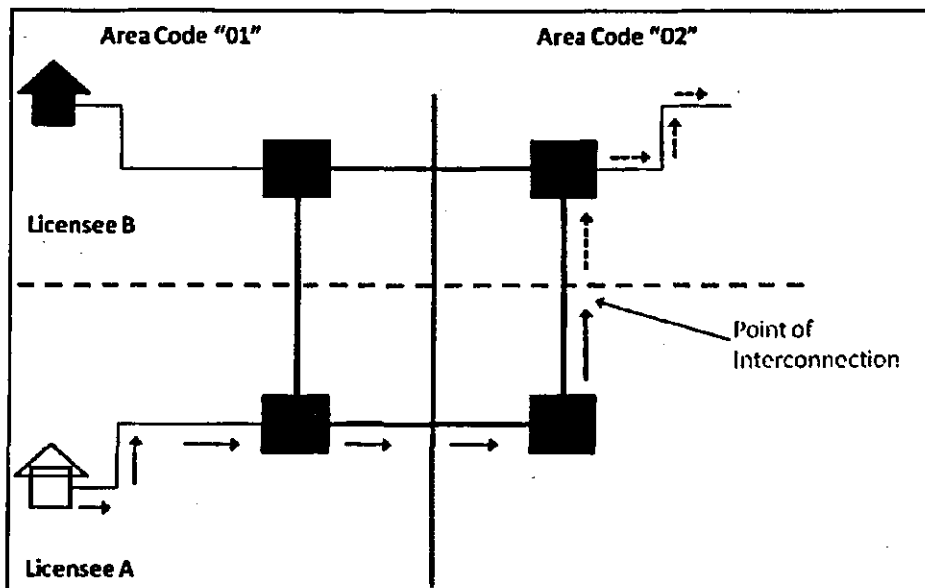 Area Code “01”
Area Code “02”
Licensee B
Point of
Interconnection
Licensee A